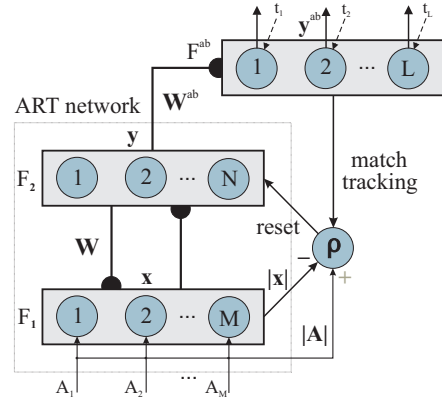 t₁ t₂ t_L
y^ab
F^ab
1 2 ... L
W^ab
ART network
y
match
tracking
F₂ 1 2 ... N
reset
ρ
W
x
|x| − +
F₁ 1 2 ... M
|A|
A₁ A₂ ... A_M